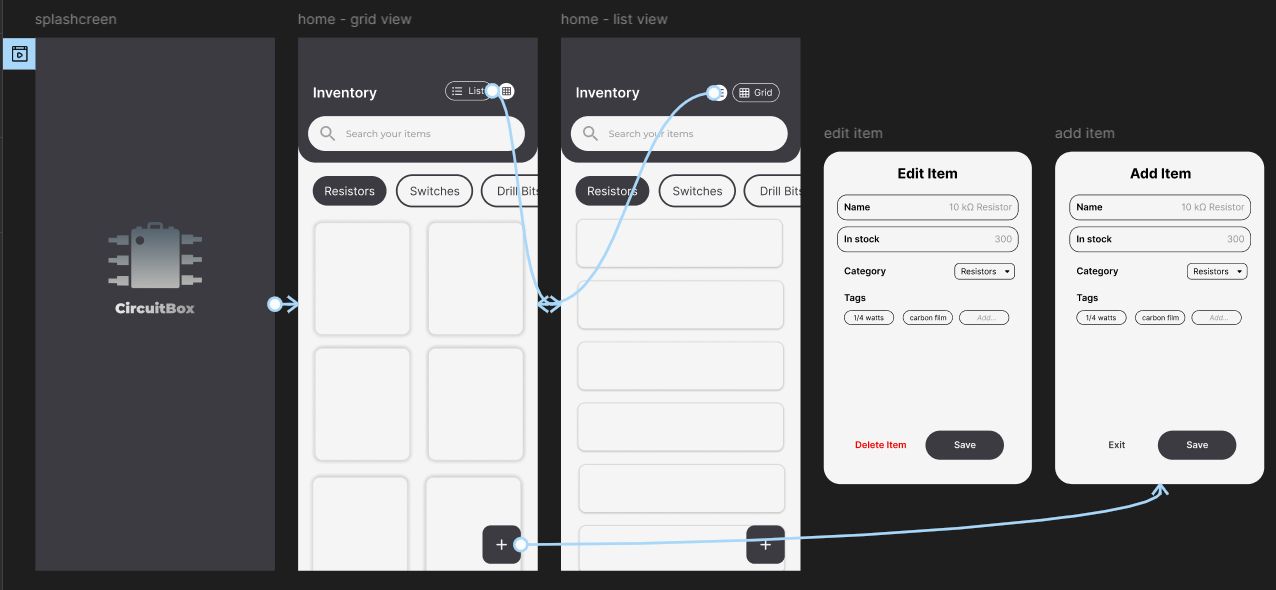 splashcreen
CircuitBox
home - grid view
Inventory
List
Search your items
Resistors
Switches
Drill Bits
+
home - list view
Inventory
Grid
Search your items
Resistors
Switches
Drill Bits
+
edit item
Edit Item
Name 10 kΩ Resistor
In stock 300
Category Resistors
Tags
1/4 watts carbon film Add...
Delete Item Save
add item
Add Item
Name 10 kΩ Resistor
In stock 300
Category Resistors
Tags
1/4 watts carbon film Add...
Exit Save